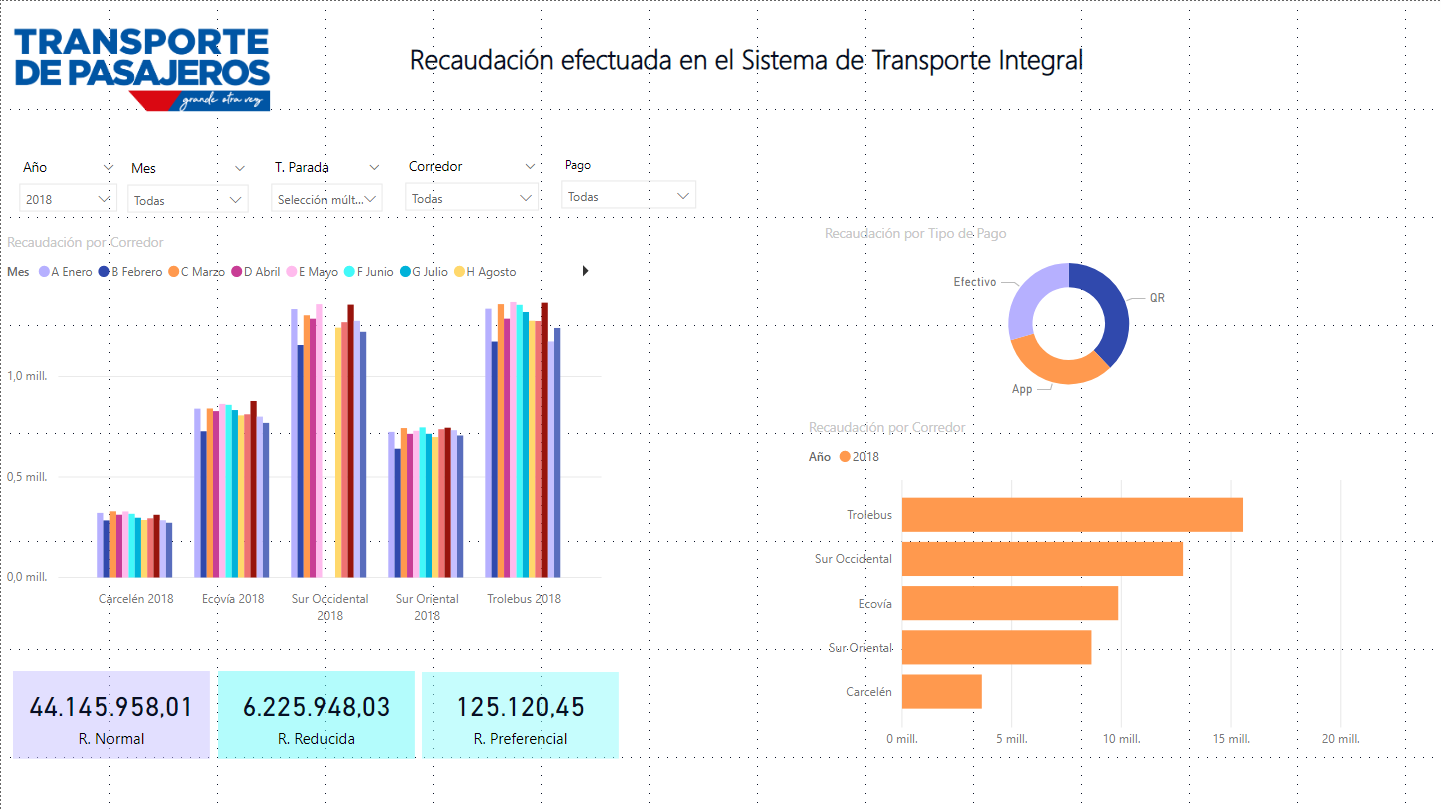 TRANSPORTE
DE PASAJEROS
grande otra vez
Recaudación efectuada en el Sistema de Transporte Integral
Año
Mes
T. Parada
Corredor
Pago
2018
Todas
Selección múlt...
Todas
Todas
Recaudación por Corredor
Mes A Enero B Febrero C Marzo D Abril E Mayo F Junio G Julio H Agosto
1,0 mill.
0,5 mill.
0,0 mill.
Carcelén 2018
Ecovía 2018
Sur Occidental
2018
Sur Oriental
2018
Trolebus 2018
44.145.958,01
R. Normal
6.225.948,03
R. Reducida
125.120,45
R. Preferencial
Recaudación por Tipo de Pago
Efectivo
QR
App
Recaudación por Corredor
Año 2018
Trolebus
Sur Occidental
Ecovía
Sur Oriental
Carcelén
0 mill.
5 mill.
10 mill.
15 mill.
20 mill.